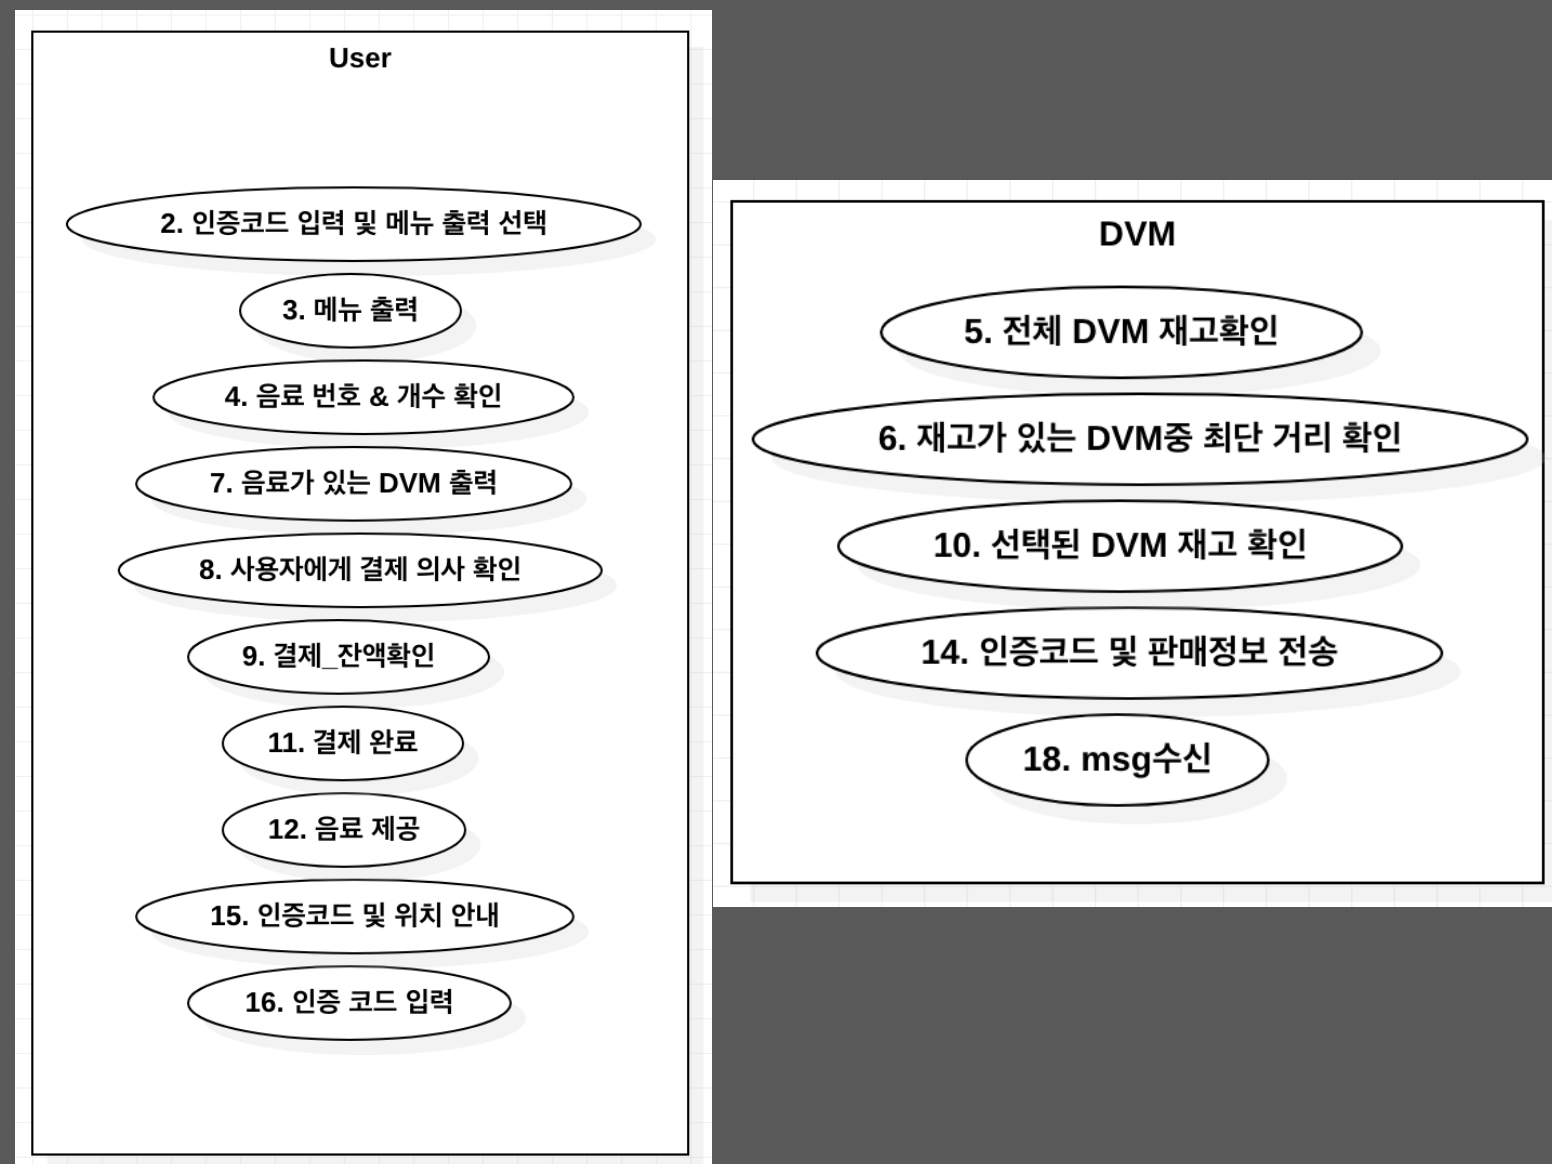 User
2. 인증코드 입력 및 메뉴 출력 선택
3. 메뉴 출력
4. 음료 번호 & 개수 확인
7. 음료가 있는 DVM 출력
8. 사용자에게 결제 의사 확인
9. 결제_잔액확인
11. 결제 완료
12. 음료 제공
15. 인증코드 및 위치 안내
16. 인증 코드 입력
DVM
5. 전체 DVM 재고확인
6. 재고가 있는 DVM중 최단 거리 확인
10. 선택된 DVM 재고 확인
14. 인증코드 및 판매정보 전송
18. msg수신